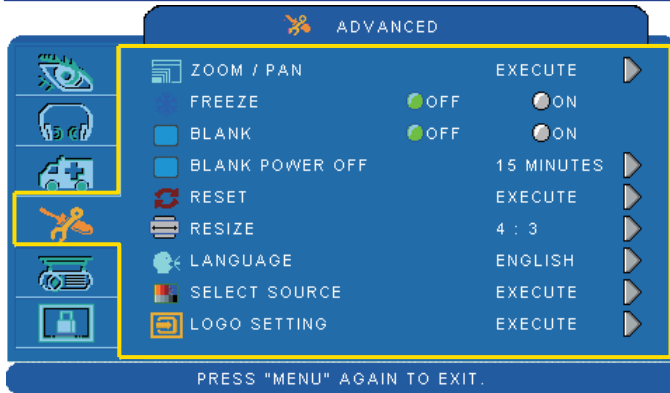 ADVANCED
ZOOM / PAN EXECUTE
FREEZE OFF ON
BLANK OFF ON
BLANK POWER OFF 15 MINUTES
RESET EXECUTE
RESIZE 4 : 3
LANGUAGE ENGLISH
SELECT SOURCE EXECUTE
LOGO SETTING EXECUTE
PRESS "MENU" AGAIN TO EXIT.